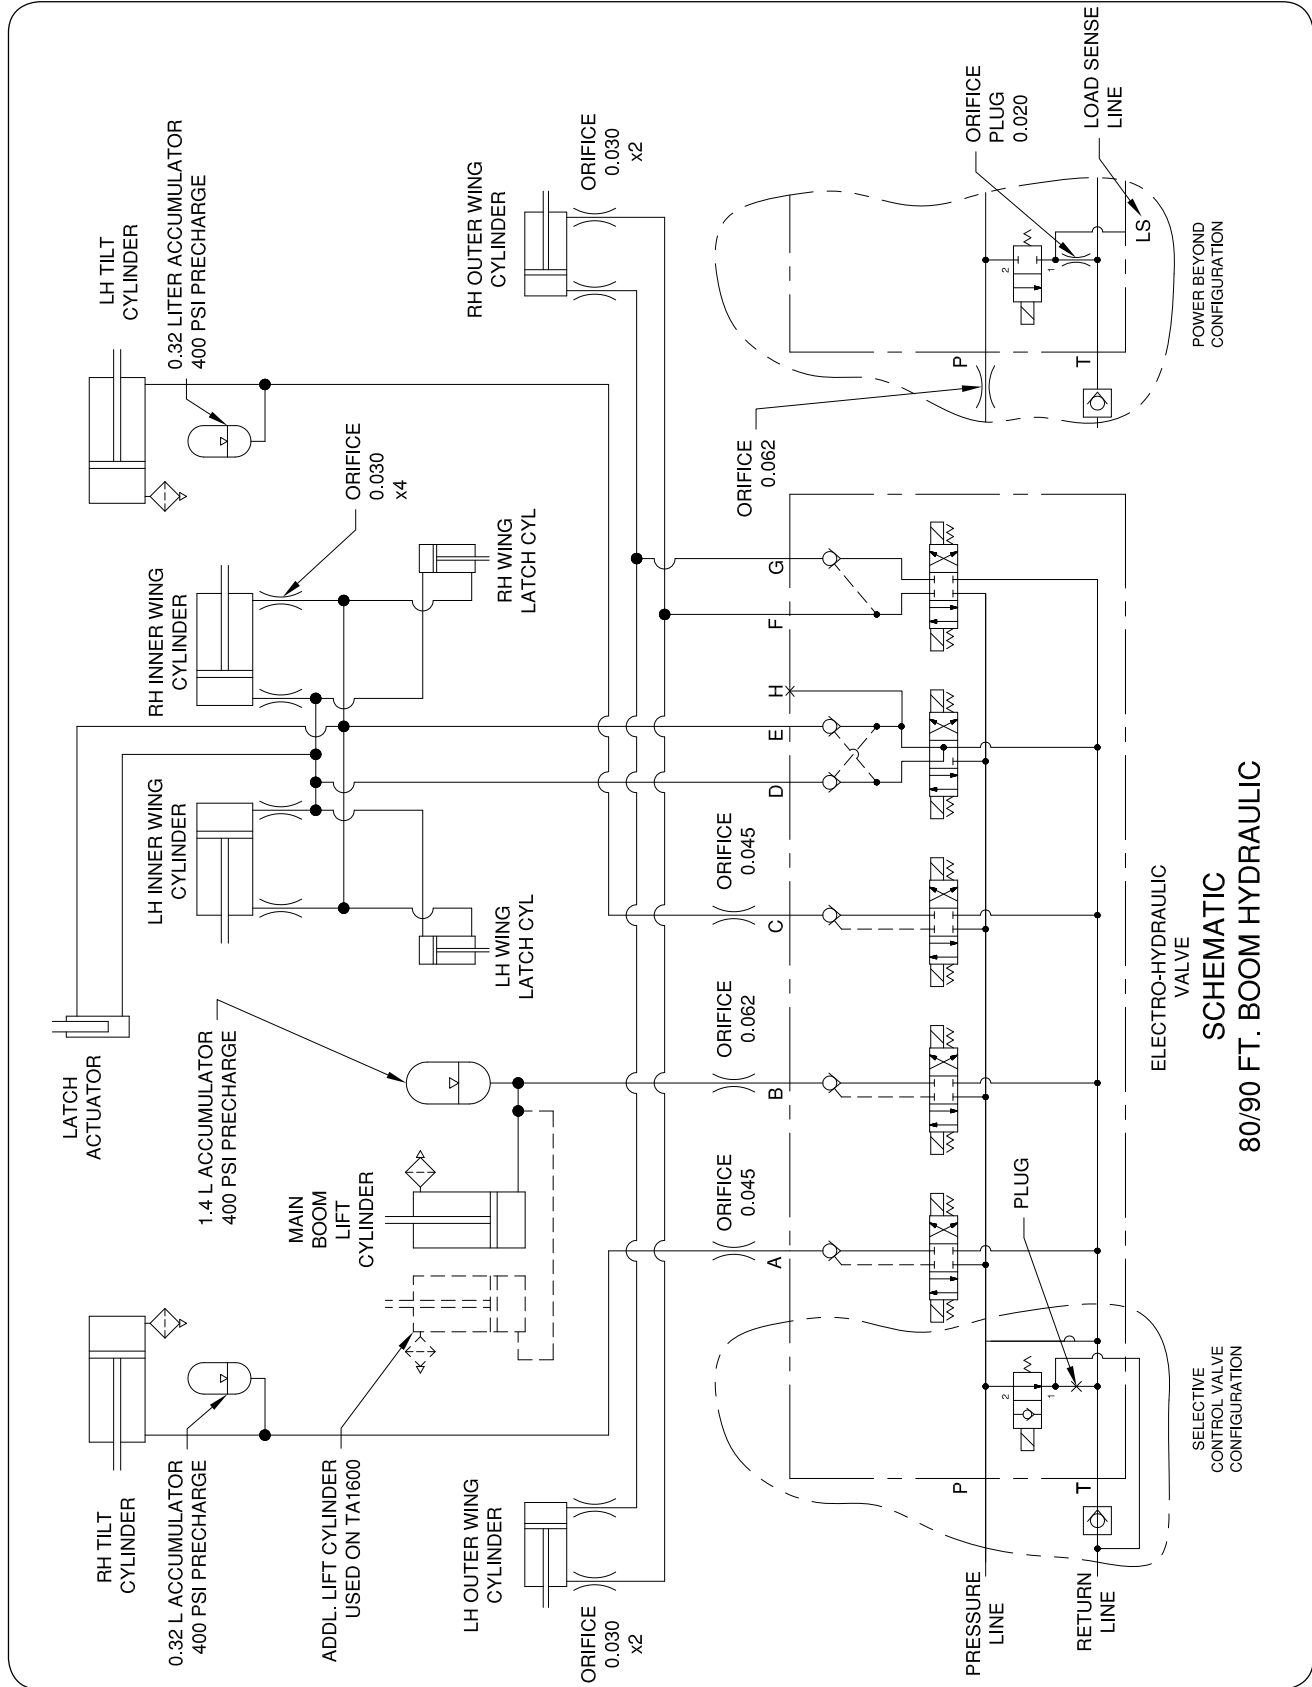 RH TILT
CYLINDER
0.32 L ACCUMULATOR
400 PSI PRECHARGE
ADDL. LIFT CYLINDER
USED ON TA1600
LH OUTER WING
CYLINDER
ORIFICE
0.030
x2
LATCH
ACTUATOR
1.4 L ACCUMULATOR
400 PSI PRECHARGE
MAIN
BOOM
LIFT
CYLINDER
LH INNER WING
CYLINDER
LH WING
LATCH CYL
RH INNER WING
CYLINDER
ORIFICE
0.030
x4
RH WING
LATCH CYL
LH TILT
CYLINDER
0.32 LITER ACCUMULATOR
400 PSI PRECHARGE
RH OUTER WING
CYLINDER
ORIFICE
0.030
x2
ORIFICE
0.045
ORIFICE
0.062
ORIFICE
0.045
ORIFICE
0.062
A
B
C
D
E
H
F
G
P
T
P
T
2
1
2
1
PLUG
PRESSURE
LINE
RETURN
LINE
ORIFICE
PLUG
0.020
LOAD SENSE
LINE
LS
SELECTIVE
CONTROL VALVE
CONFIGURATION
ELECTRO-HYDRAULIC
VALVE
POWER BEYOND
CONFIGURATION
SCHEMATIC
80/90 FT. BOOM HYDRAULIC